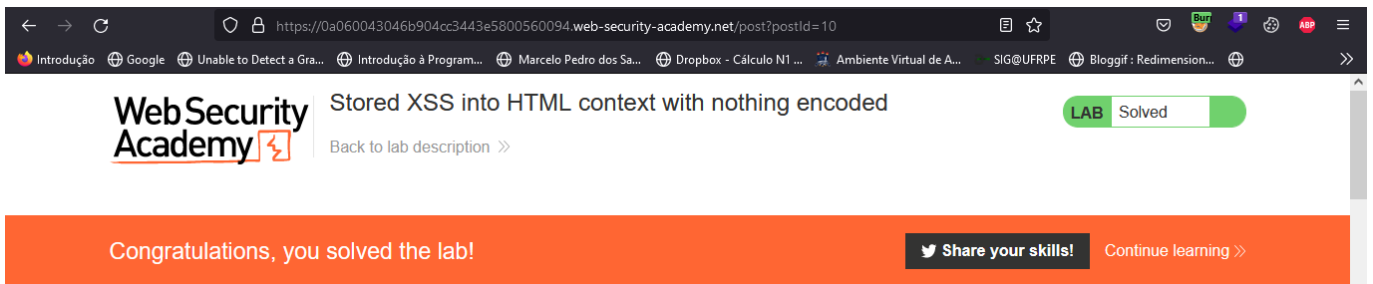 https://0a060043046b904cc3443e5800560094.web-security-academy.net/post?postId=10
Bur
1
ABP
Introdução Google Unable to Detect a Gra... Introdução à Program... Marcelo Pedro dos Sa... Dropbox - Cálculo N1 ... Ambiente Virtual de A... SIG@UFRPE Bloggif : Redimension...
Web Security
Academy
Stored XSS into HTML context with nothing encoded
Back to lab description
LAB Solved
Congratulations, you solved the lab!
Share your skills!
Continue learning